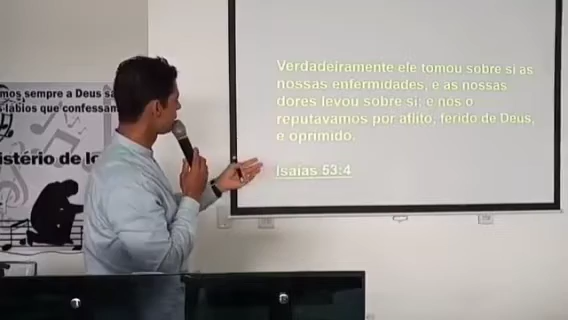 mos sempre a Deus sa
lábios que confessam
istério de lo
Verdadeiramente ele tomou sobre si as
nossas enfermidades, e as nossas
dores levou sobre si; e nós o
reputávamos por aflito, ferido de Deus,
e oprimido.
Isaías 53:4